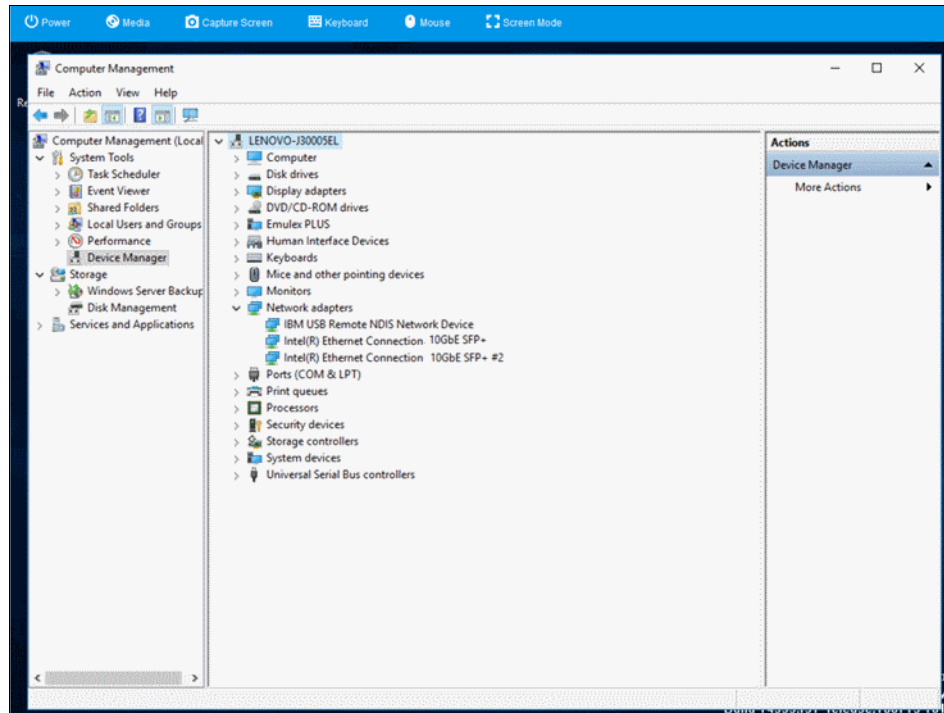 Power Media Capture Screen Keyboard Mouse Screen Mode
Computer Management
File Action View Help
Computer Management (Local
System Tools
Task Scheduler
Event Viewer
Shared Folders
Local Users and Groups
Performance
Device Manager
Storage
Windows Server Backup
Disk Management
Services and Applications
LENOVO-J30005EL
Computer
Disk drives
Display adapters
DVD/CD-ROM drives
Emulex PLUS
Human Interface Devices
Keyboards
Mice and other pointing devices
Monitors
Network adapters
IBM USB Remote NDIS Network Device
Intel(R) Ethernet Connection 10GbE SFP+
Intel(R) Ethernet Connection 10GbE SFP+ #2
Ports (COM & LPT)
Print queues
Processors
Security devices
Storage controllers
System devices
Universal Serial Bus controllers
Actions
Device Manager
More Actions